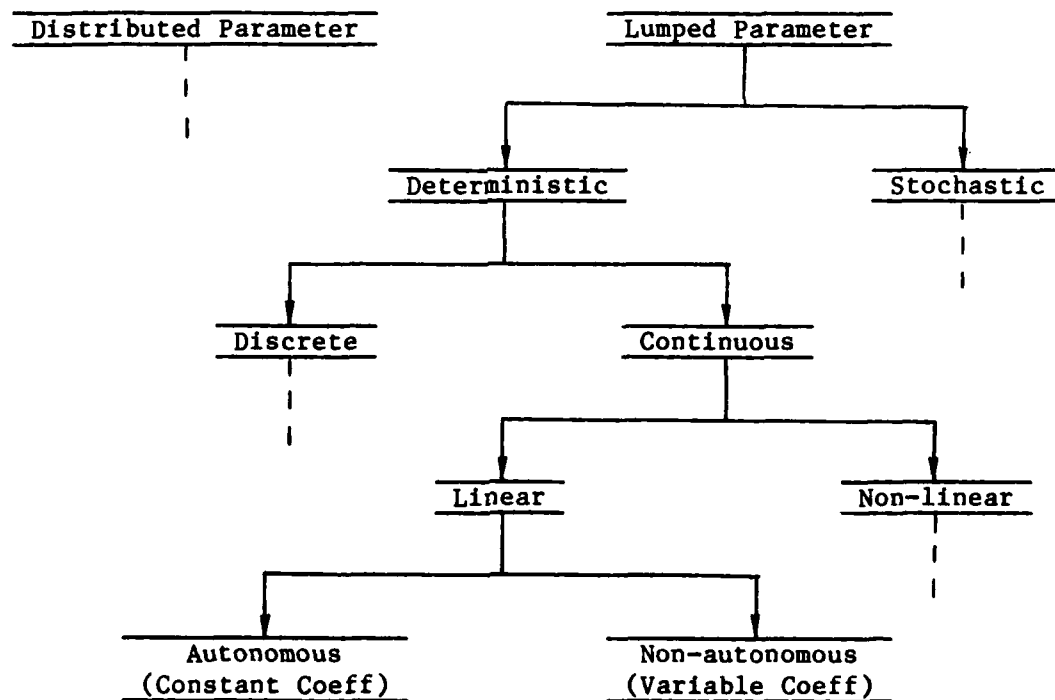 Distributed Parameter
Lumped Parameter
Deterministic
Stochastic
Discrete
Continuous
Linear
Non-linear
Autonomous
(Constant Coeff)
Non-autonomous
(Variable Coeff)